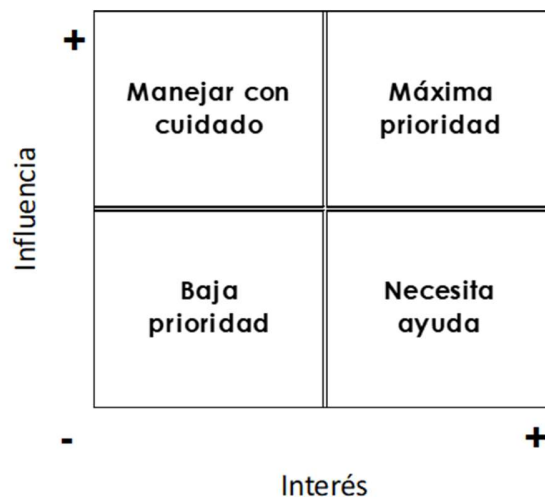 +
Manejar con
cuidado
Máxima
prioridad
Influencia
Baja
prioridad
Necesita
ayuda
-
+
Interés